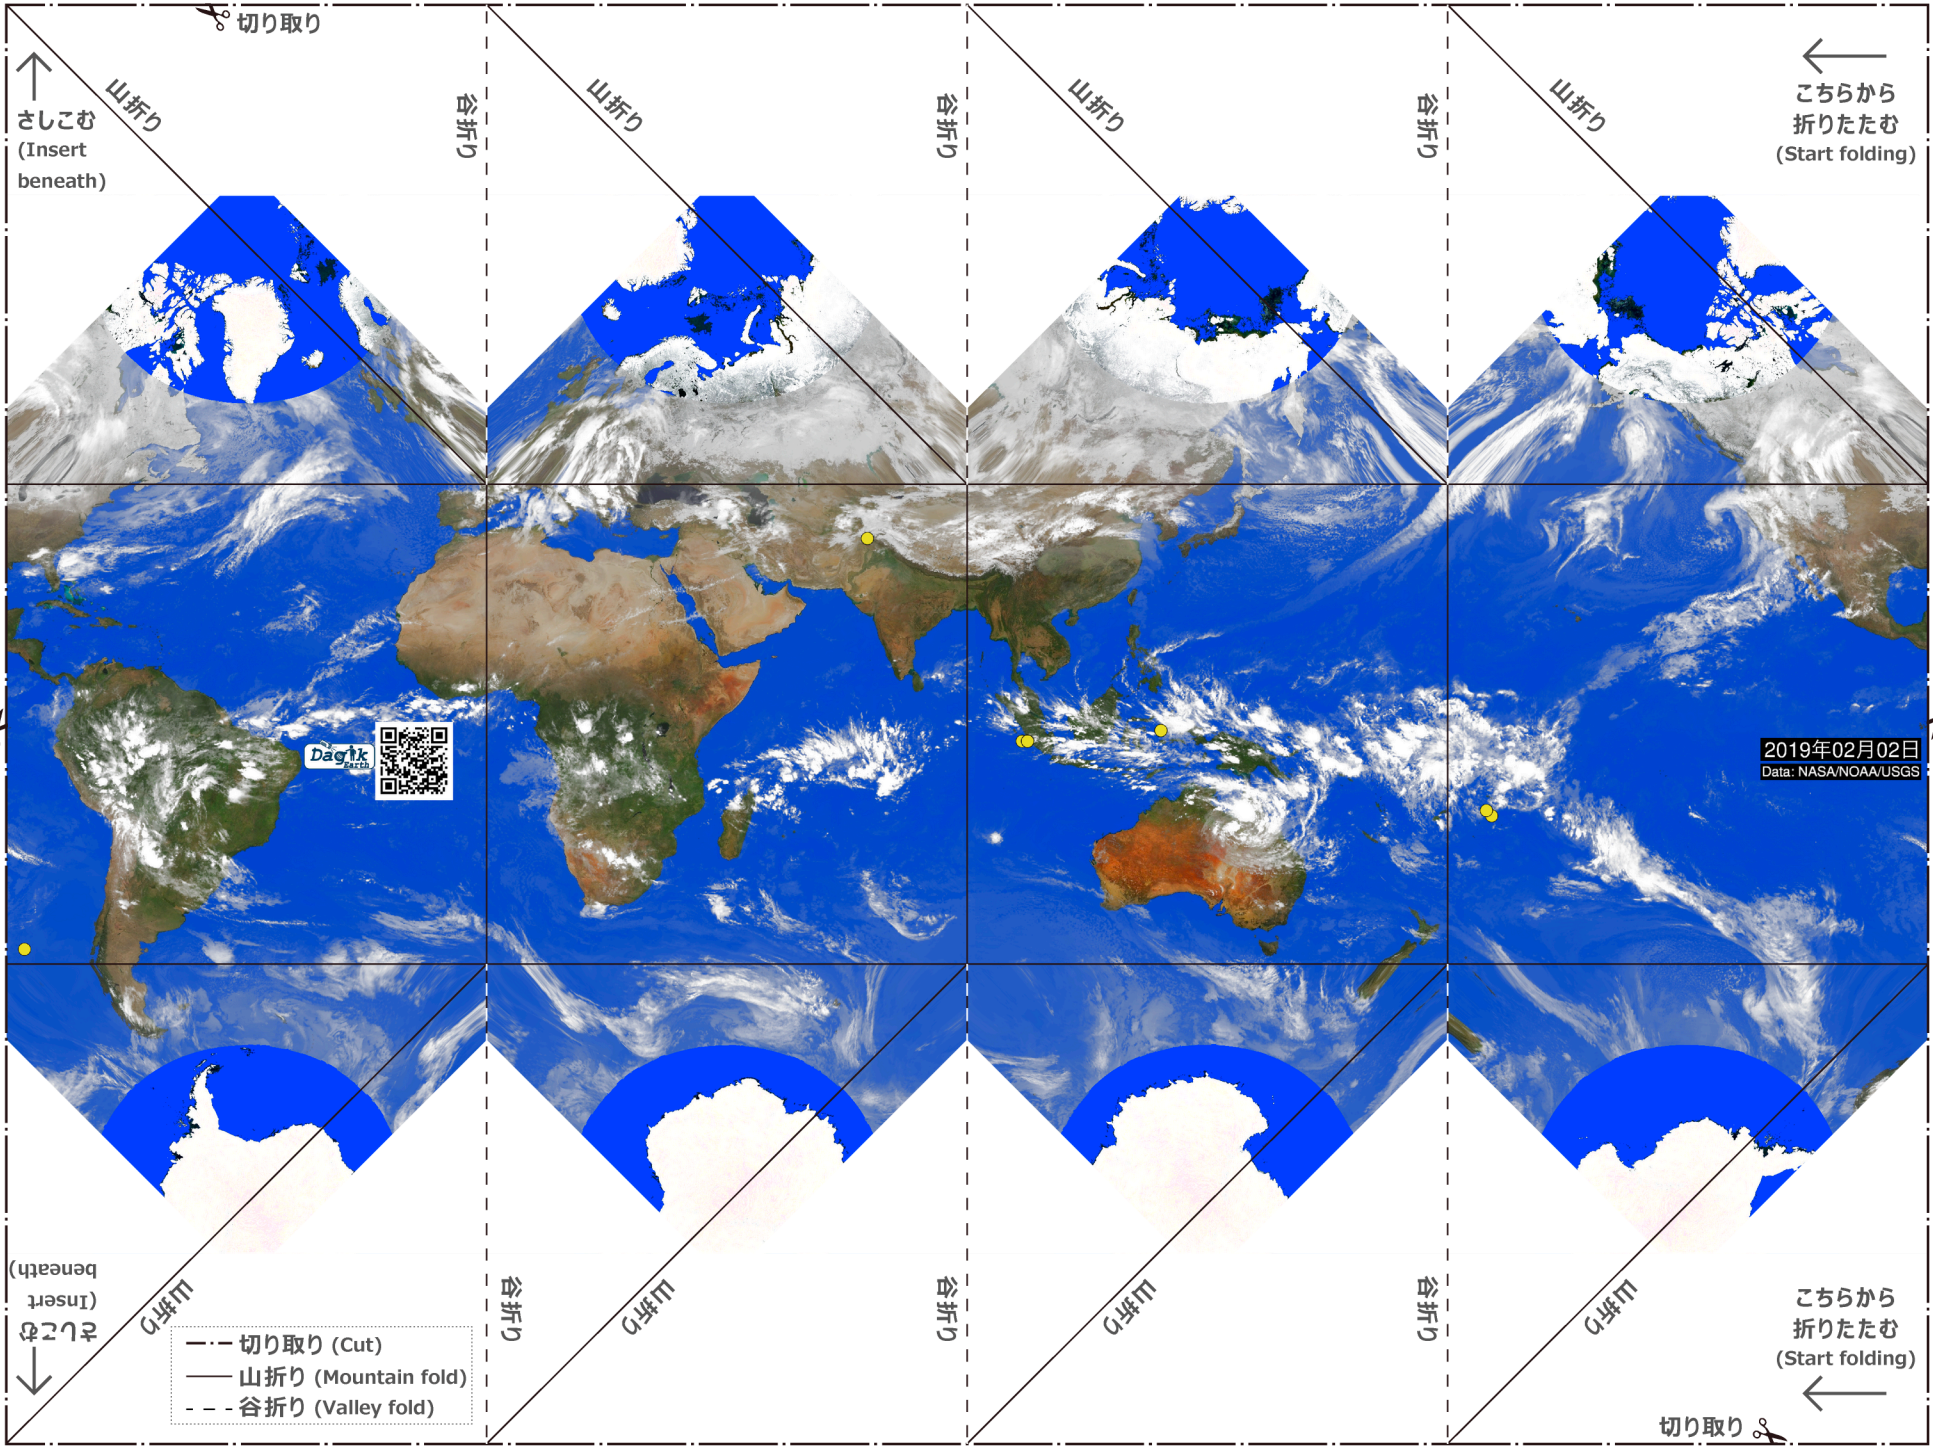 切り取り
さしこむ
(Insert
beneath)
山折り
谷折り
山折り
谷折り
山折り
谷折り
山折り
こちらから
折りたたむ
(Start folding)
Dagik
Earth
2019年02月02日
Data: NASA/NOAA/USGS
さしこむ
(Insert
beneath)
山折り
谷折り
山折り
谷折り
山折り
谷折り
山折り
こちらから
折りたたむ
(Start folding)
切り取り (Cut)
山折り (Mountain fold)
谷折り (Valley fold)
切り取り